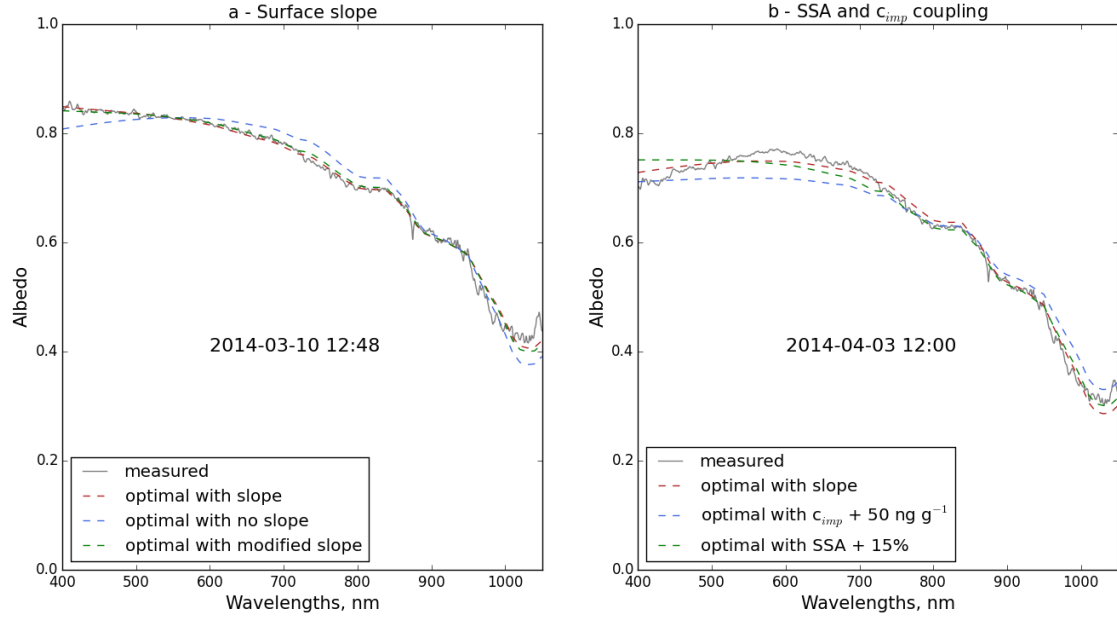 a - Surface slope
1.0
0.8
0.6
0.4
0.2
0.0
Albedo
2014-03-10 12:48
measured
optimal with slope
optimal with no slope
optimal with modified slope
400 500 600 700 800 900 1000
Wavelengths, nm
b - SSA and c_imp coupling
1.0
0.8
0.6
0.4
0.2
0.0
Albedo
2014-04-03 12:00
measured
optimal with slope
optimal with c_imp + 50 ng g⁻¹
optimal with SSA + 15%
400 500 600 700 800 900 1000
Wavelengths, nm